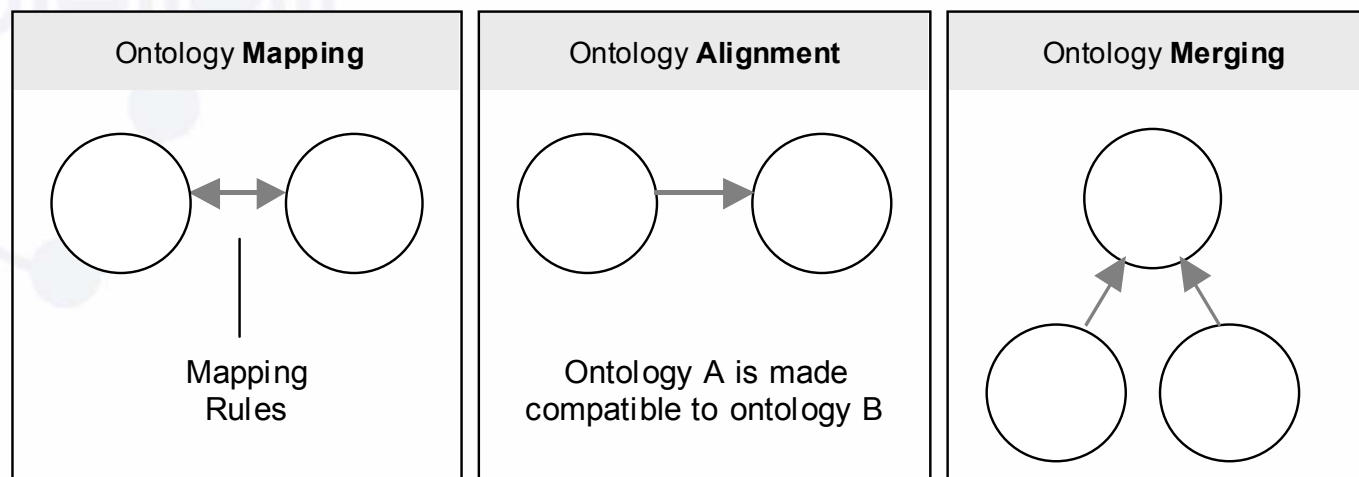 Ontology Mapping
Mapping
Rules
Ontology Alignment
Ontology A is made
compatible to ontology B
Ontology Merging